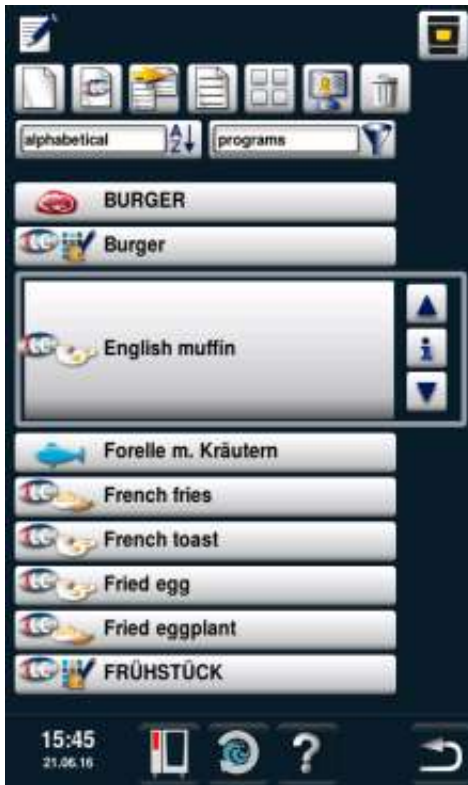 alphabetical A Z programs
BURGER
Burger
English muffin
i
Forelle m. Kräutern
French fries
French toast
Fried egg
Fried eggplant
FRÜHSTÜCK
15:45
21.06.16
?